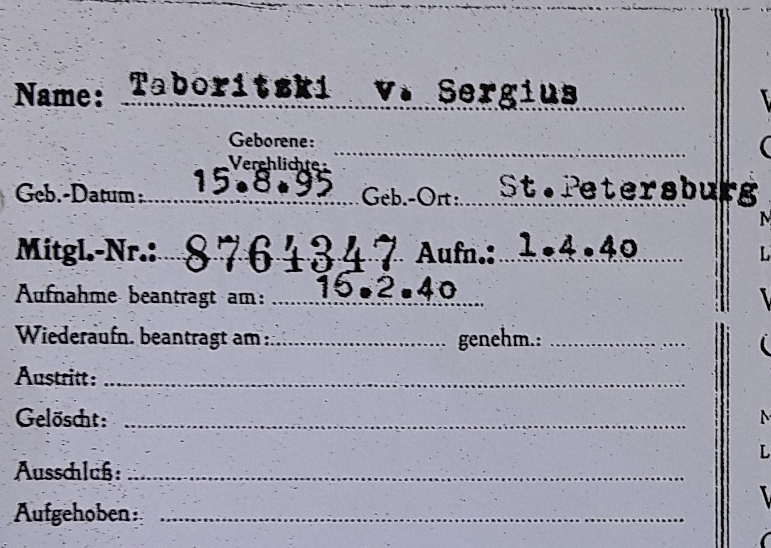 Name: Taboritski v. Sergius
Geborene:
Verehlichte:
Geb.-Datum: 15.8.95 Geb.-Ort: St.Petersburg
Mitgl.-Nr.: 8764347 Aufn.: 1.4.40
Aufnahme beantragt am: 16.2.40
Wiederaufn. beantragt am: genehm.:
Austritt:
Gelöscht:
Ausschluß:
Aufgehoben: